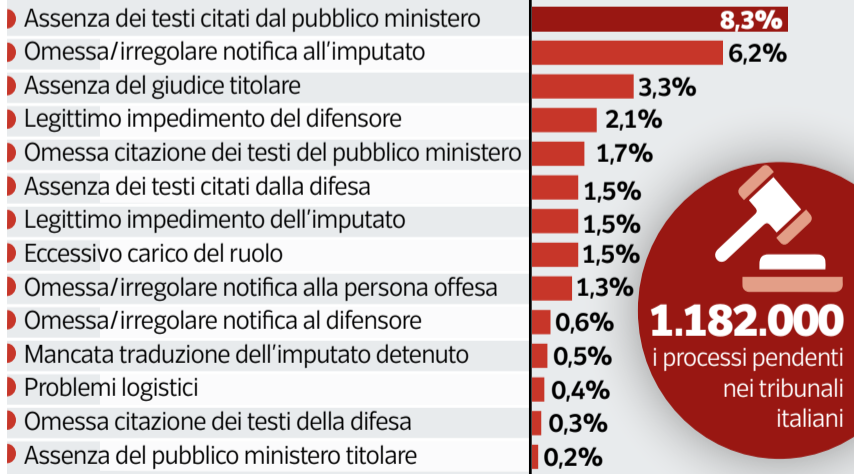 Assenza dei testi citati dal pubblico ministero 8,3%
Omessa/irregolare notifica all'imputato 6,2%
Assenza del giudice titolare 3,3%
Legittimo impedimento del difensore 2,1%
Omessa citazione dei testi del pubblico ministero 1,7%
Assenza dei testi citati dalla difesa 1,5%
Legittimo impedimento dell'imputato 1,5%
Eccessivo carico del ruolo 1,5%
Omessa/irregolare notifica alla persona offesa 1,3%
Omessa/irregolare notifica al difensore 0,6%
Mancata traduzione dell'imputato detenuto 0,5%
Problemi logistici 0,4%
Omessa citazione dei testi della difesa 0,3%
Assenza del pubblico ministero titolare 0,2%
1.182.000
i processi pendenti
nei tribunali
italiani